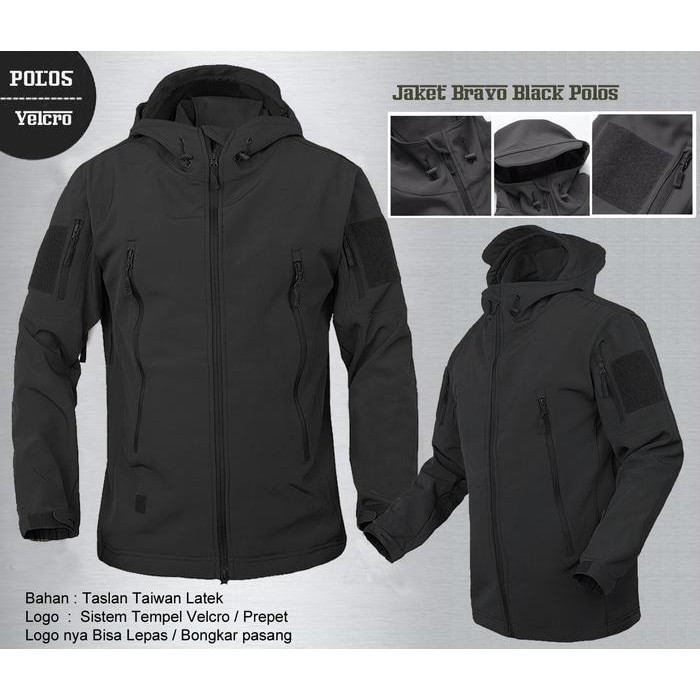 POLOS
Velcro
Jaket Bravo Black Polos
Bahan : Taslan Taiwan Latek
Logo : Sistem Tempel Velcro / Prepet
Logo nya Bisa Lepas / Bongkar pasang